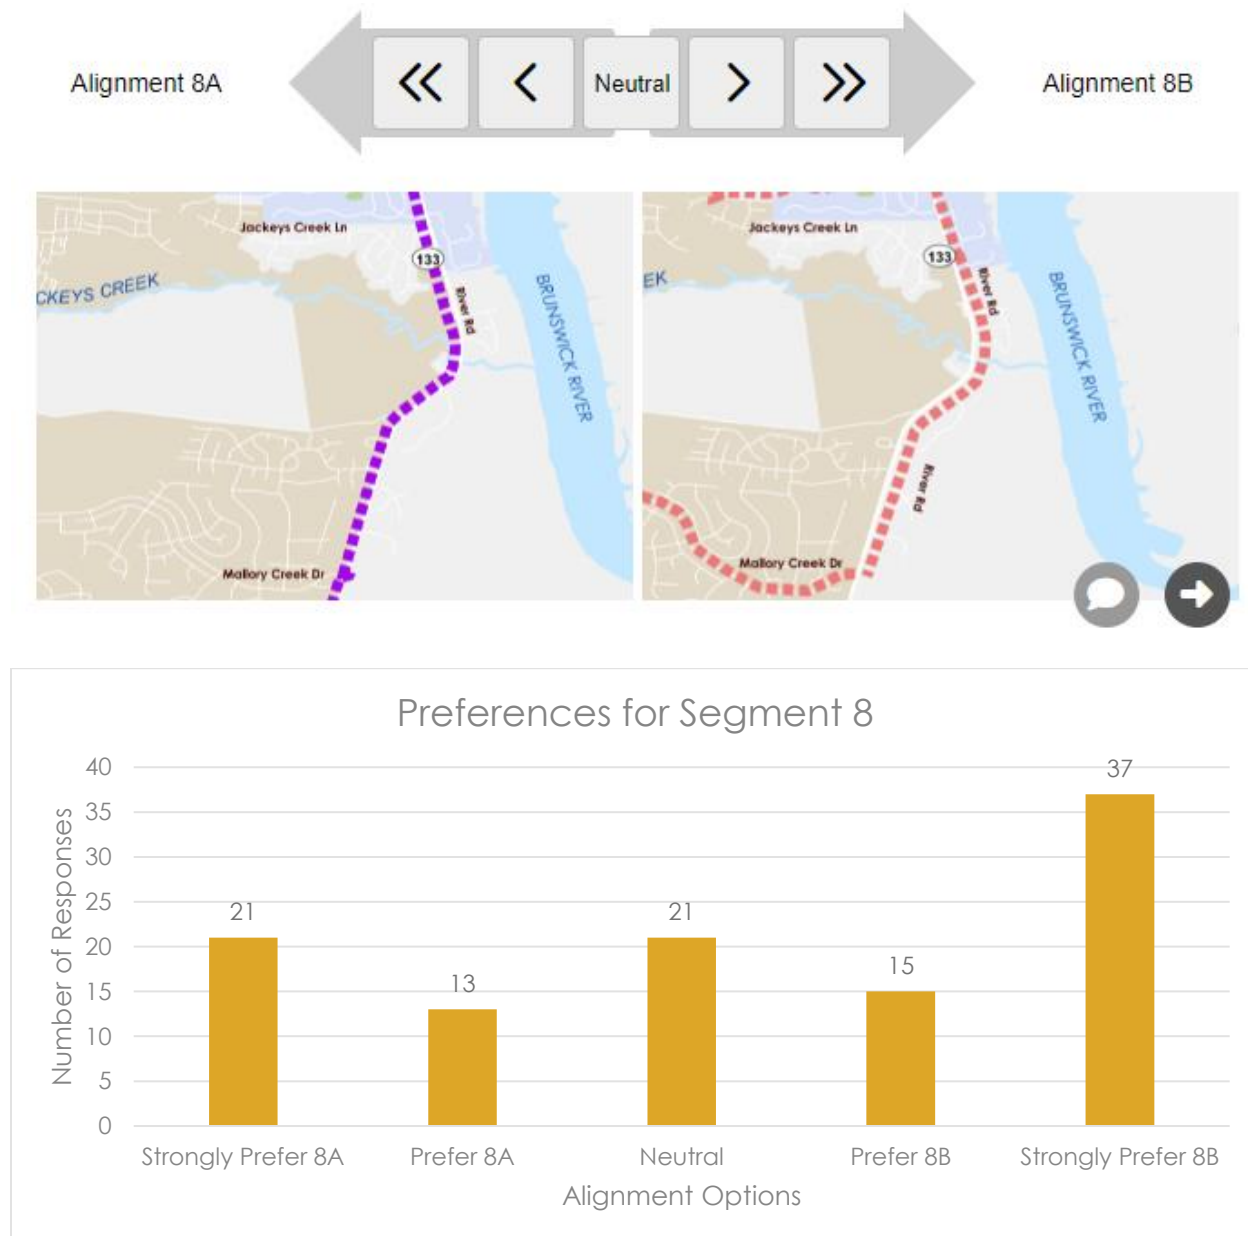 Alignment 8A
Neutral
Alignment 8B
Jackeys Creek Ln
133
CKEYS CREEK
River Rd
BRUNSWICK RIVER
Mallory Creek Dr
Jackeys Creek Ln
133
EK
River Rd
BRUNSWICK RIVER
River Rd
Mallory Creek Dr
Preferences for Segment 8
Number of Responses
40
35
30
25
20
15
10
5
0
21
13
21
15
37
Strongly Prefer 8A
Prefer 8A
Neutral
Prefer 8B
Strongly Prefer 8B
Alignment Options